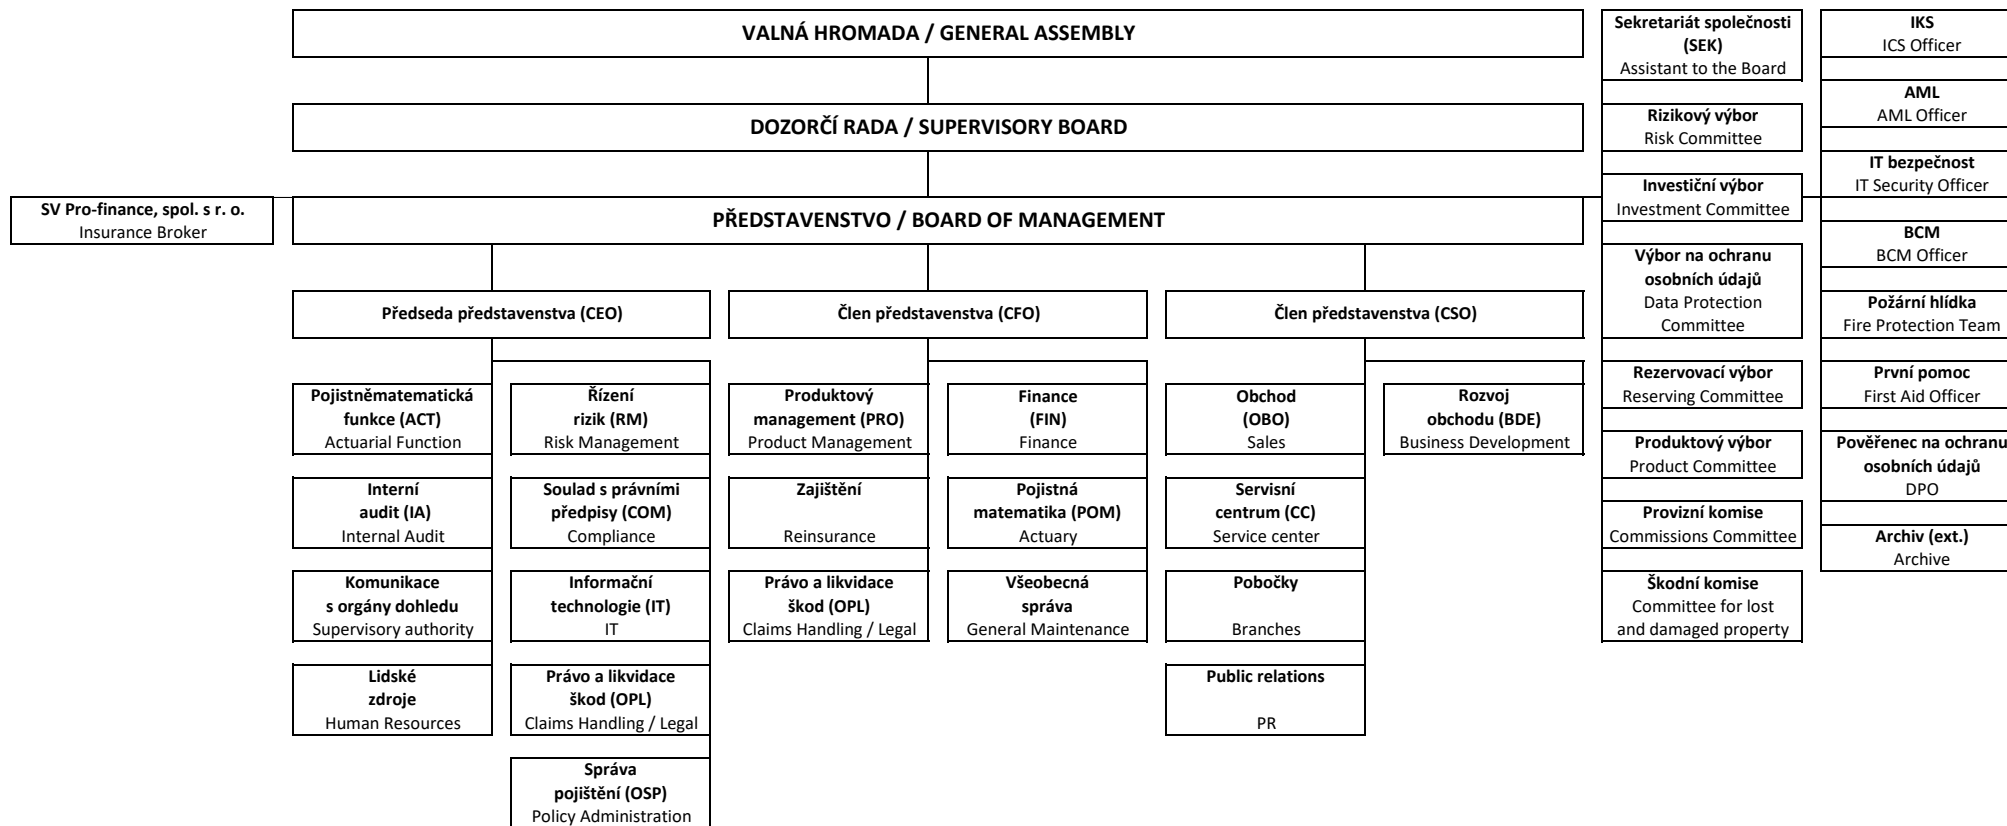 VALNÁ HROMADA / GENERAL ASSEMBLY
DOZORČÍ RADA / SUPERVISORY BOARD
SV Pro-finance, spol. s r. o.
Insurance Broker
PŘEDSTAVENSTVO / BOARD OF MANAGEMENT
Předseda představenstva (CEO)
Člen představenstva (CFO)
Člen představenstva (CSO)
Pojistněmatematická
funkce (ACT)
Actuarial Function
Interní
audit (IA)
Internal Audit
Komunikace
s orgány dohledu
Supervisory authority
Lidské
zdroje
Human Resources
Řízení
rizik (RM)
Risk Management
Soulad s právními
předpisy (COM)
Compliance
Informační
technologie (IT)
IT
Právo a likvidace
škod (OPL)
Claims Handling / Legal
Správa
pojištění (OSP)
Policy Administration
Produktový
management (PRO)
Product Management
Zajištění
Reinsurance
Právo a likvidace
škod (OPL)
Claims Handling / Legal
Finance
(FIN)
Finance
Pojistná
matematika (POM)
Actuary
Všeobecná
správa
General Maintenance
Obchod
(OBO)
Sales
Servisní
centrum (CC)
Service center
Pobočky
Branches
Public relations
PR
Rozvoj
obchodu (BDE)
Business Development
Sekretariát společnosti
(SEK)
Assistant to the Board
Rizikový výbor
Risk Committee
Investiční výbor
Investment Committee
Výbor na ochranu
osobních údajů
Data Protection
Committee
Rezervovací výbor
Reserving Committee
Produktový výbor
Product Committee
Provizní komise
Commissions Committee
Škodní komise
Committee for lost
and damaged property
IKS
ICS Officer
AML
AML Officer
IT bezpečnost
IT Security Officer
BCM
BCM Officer
Požární hlídka
Fire Protection Team
První pomoc
First Aid Officer
Pověřenec na ochranu
osobních údajů
DPO
Archiv (ext.)
Archive